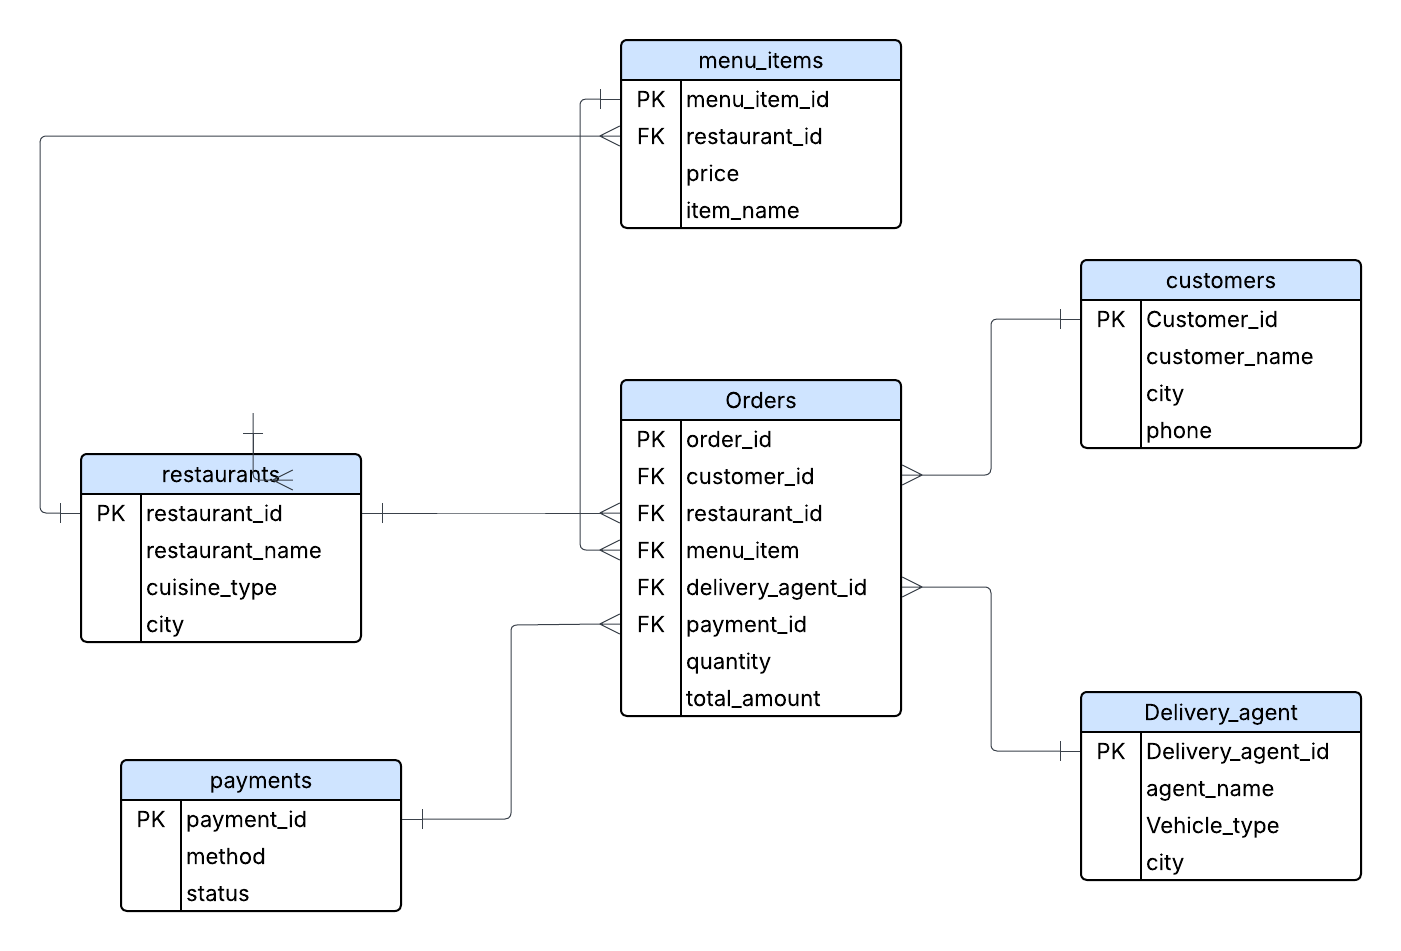 menu_items
PK menu_item_id
FK restaurant_id
price
item_name
customers
PK Customer_id
customer_name
city
phone
Orders
PK order_id
FK customer_id
FK restaurant_id
FK menu_item
FK delivery_agent_id
FK payment_id
quantity
total_amount
restaurants
PK restaurant_id
restaurant_name
cuisine_type
city
Delivery_agent
PK Delivery_agent_id
agent_name
Vehicle_type
city
payments
PK payment_id
method
status